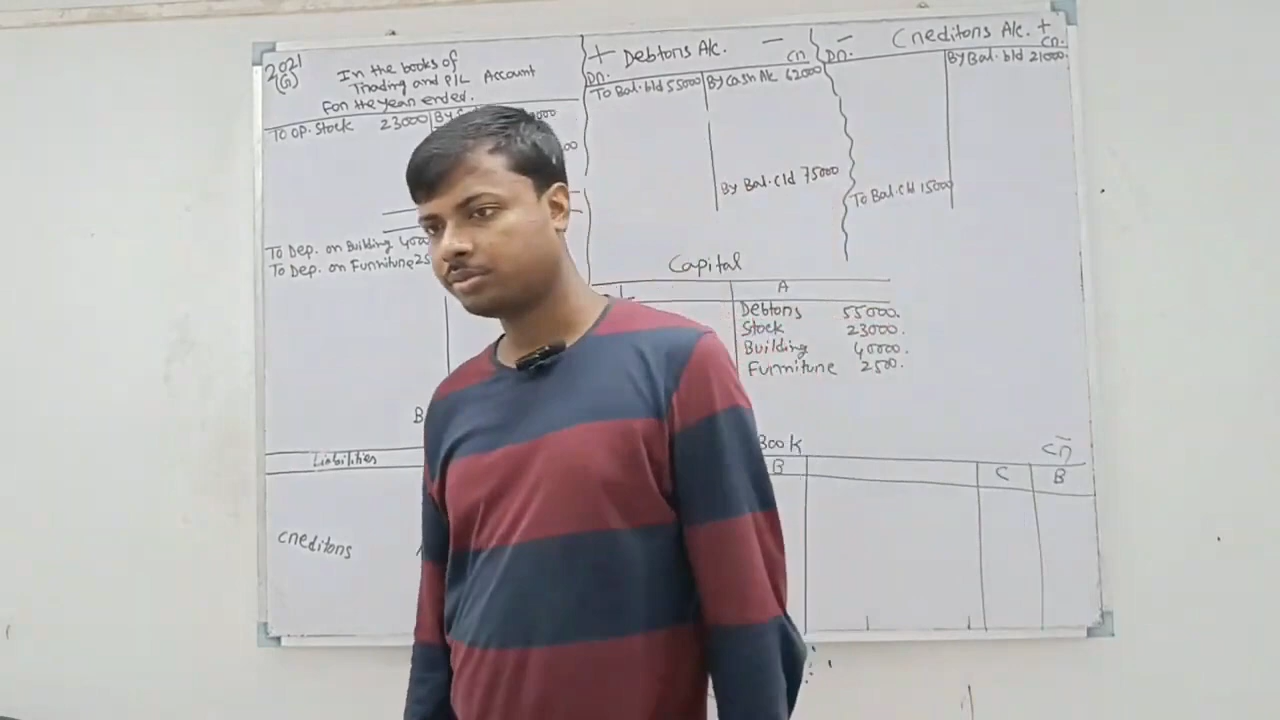 2021
(G)
In the books of
Trading and P/L Account
For the year ended.
To OP. Stock 23000
By
To Dep. on Building
To Dep. on Furniture
Liabilities
Creditors
+ Debtors A/c. -
Dr. Cr
To Bal. b/d 55000 By Cash A/c 62000
By Bal. c/d 75000
- Creditors A/c. +
Dr. Cr.
By Bal. b/d 21000.
To Bal. c/d 15000
Capital
A
Debtors 55000.
Stock 23000.
Building 40000.
Furniture 2500.
Book
Cr
B C B